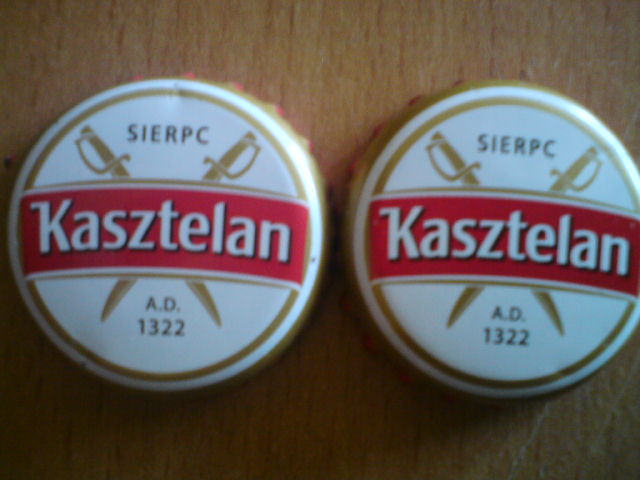 SIERPC
Kasztelan
A.D.
1322
SIERPC
Kasztelan
A.D.
1322